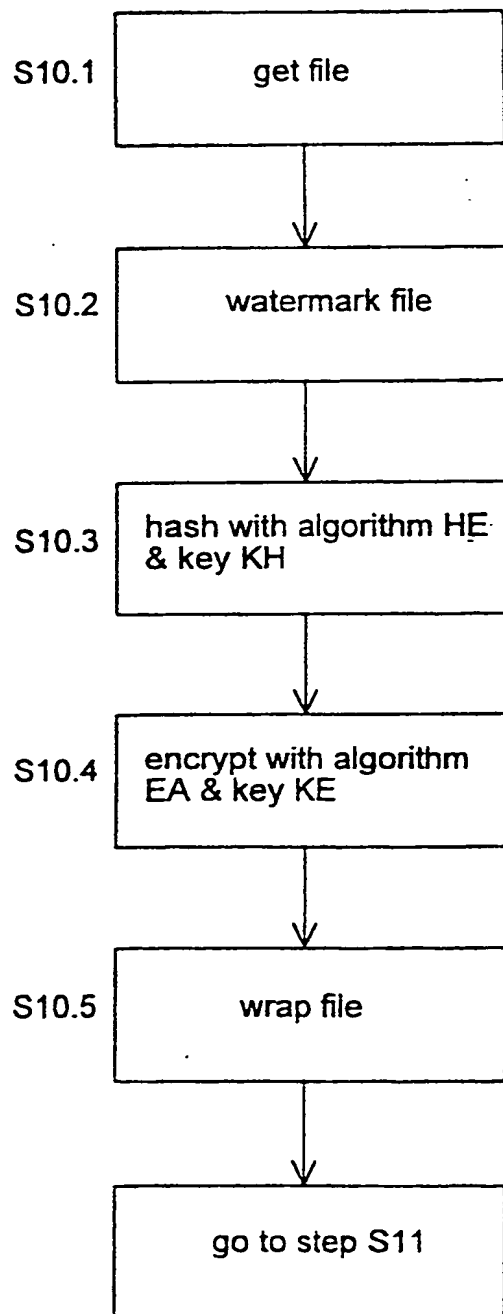 S10.1
get file
S10.2
watermark file
S10.3
hash with algorithm HE
& key KH
S10.4
encrypt with algorithm
EA & key KE
S10.5
wrap file
go to step S11